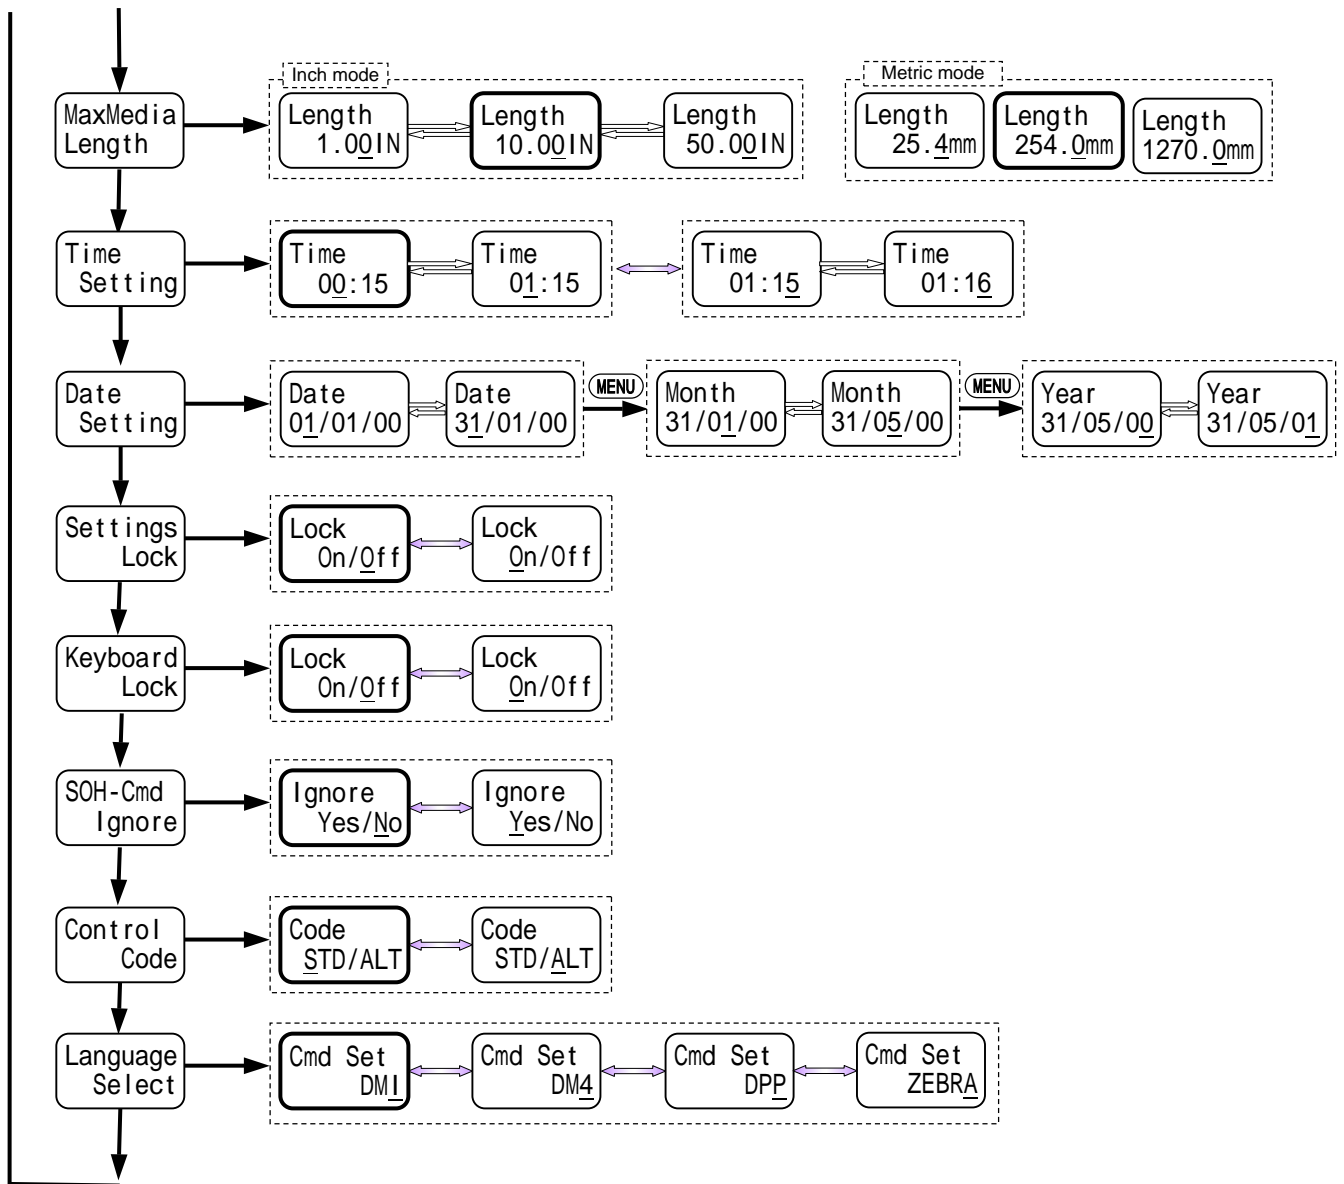 Inch mode
Metric mode
MaxMedia
Length
Length
1.00IN
Length
10.00IN
Length
50.00IN
Length
25.4mm
Length
254.0mm
Length
1270.0mm
Time
Setting
Time
00:15
Time
01:15
Time
01:15
Time
01:16
Date
Setting
Date
01/01/00
Date
31/01/00
MENU
Month
31/01/00
Month
31/05/00
MENU
Year
31/05/00
Year
31/05/01
Settings
Lock
Lock
On/Off
Lock
On/Off
Keyboard
Lock
Lock
On/Off
Lock
On/Off
SOH-Cmd
Ignore
Ignore
Yes/No
Ignore
Yes/No
Control
Code
Code
STD/ALT
Code
STD/ALT
Language
Select
Cmd Set
DMI
Cmd Set
DM4
Cmd Set
DPP
Cmd Set
ZEBRA